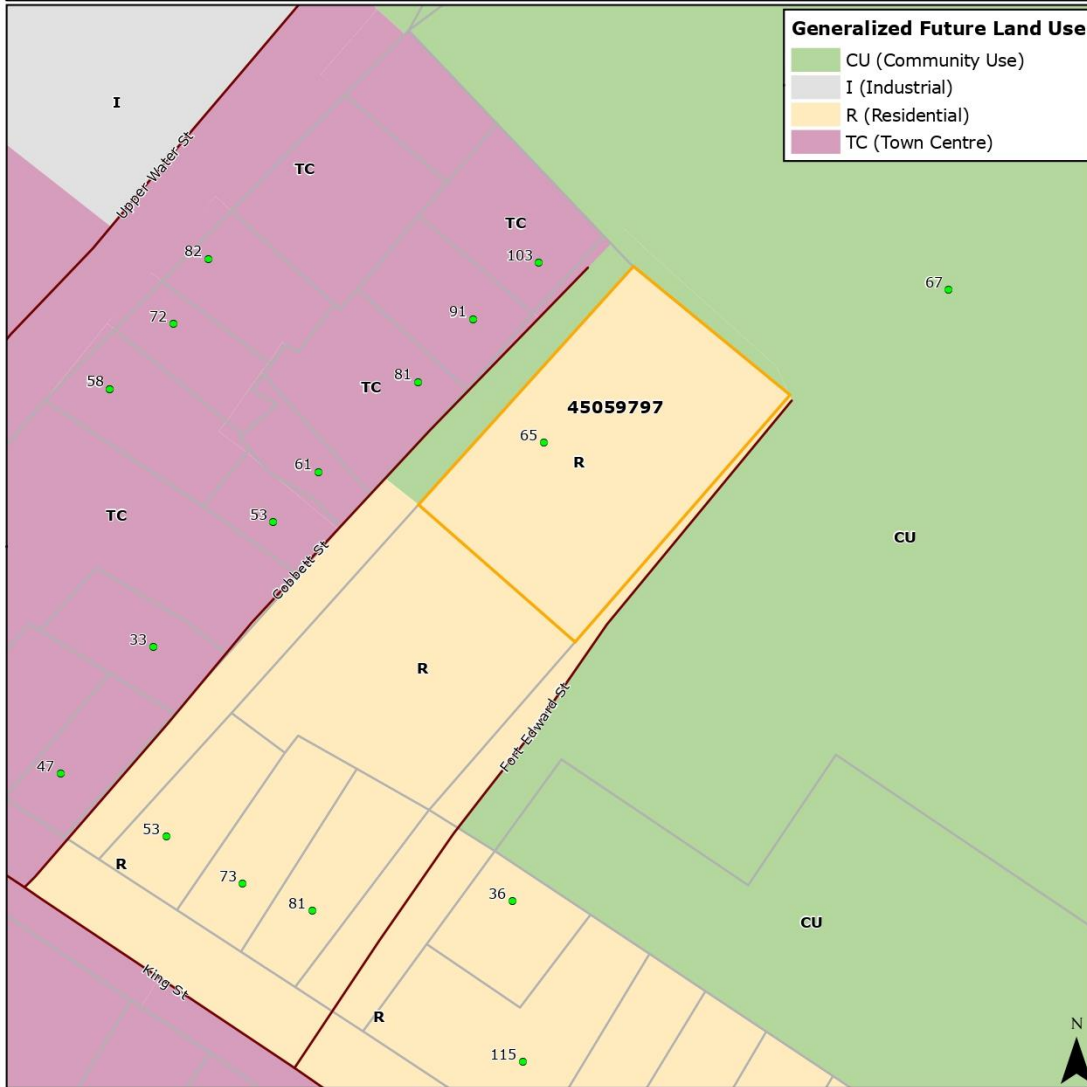 Generalized Future Land Use
CU (Community Use)
I (Industrial)
R (Residential)
TC (Town Centre)
I
Upper Water St
TC
TC
82
103
67
72
91
58
TC
81
45059797
65
R
61
TC
53
CU
Cobbett St
33
R
Fort Edward St
47
53
R
73
81
36
CU
King St
R
115
N